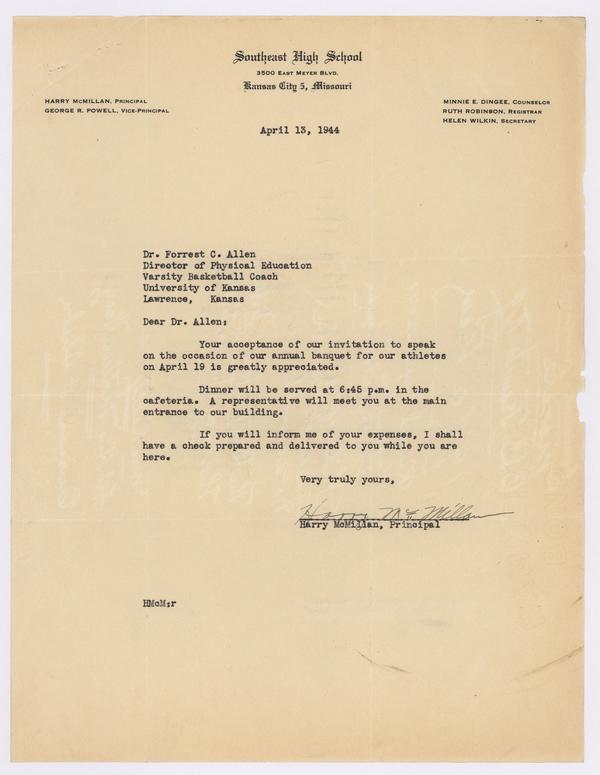 Southeast High School
3500 East Meyer Blvd.
Kansas City 5, Missouri
HARRY McMILLAN, Principal
GEORGE R. POWELL, Vice-Principal
MINNIE E. DINGEE, Counselor
RUTH ROBINSON, Registrar
HELEN WILKIN, Secretary
April 13, 1944
Dr. Forrest C. Allen
Director of Physical Education
Varsity Basketball Coach
University of Kansas
Lawrence, Kansas
Dear Dr. Allen:
Your acceptance of our invitation to speak
on the occasion of our annual banquet for our athletes
on April 19 is greatly appreciated.
Dinner will be served at 6:45 p.m. in the
cafeteria. A representative will meet you at the main
entrance to our building.
If you will inform me of your expenses, I shall
have a check prepared and delivered to you while you are
here.
Very truly yours,
Harry McMillan
Harry McMillan, Principal
HMcM:r